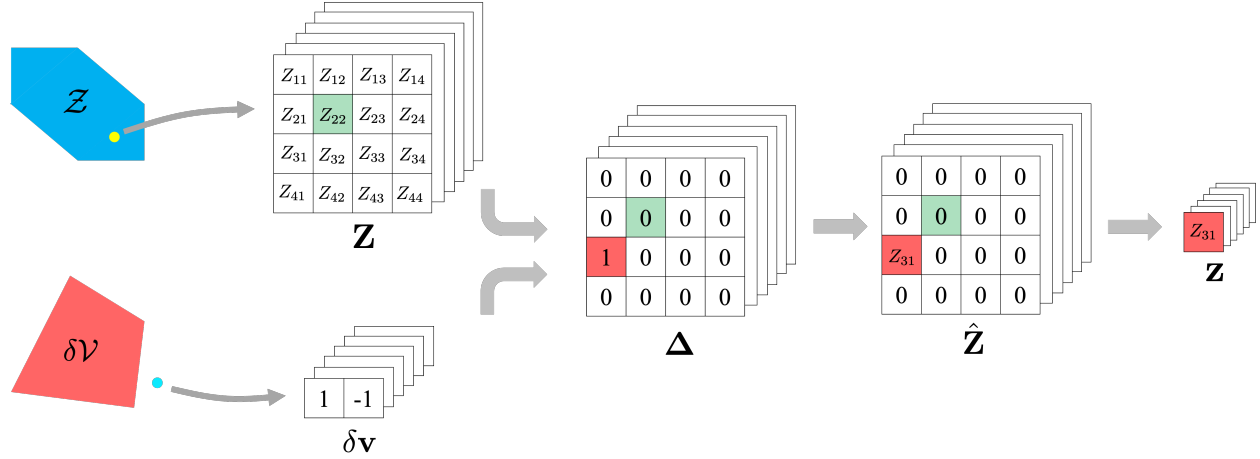 𝒵
Z₁₁ Z₁₂ Z₁₃ Z₁₄
Z₂₁ Z₂₂ Z₂₃ Z₂₄
Z₃₁ Z₃₂ Z₃₃ Z₃₄
Z₄₁ Z₄₂ Z₄₃ Z₄₄
𝐙
δ𝒱
1 -1
δ𝐯
0 0 0 0
0 0 0 0
1 0 0 0
0 0 0 0
𝚫
0 0 0 0
0 0 0 0
Z₃₁ 0 0 0
0 0 0 0
𝐙̂
Z₃₁
𝐳